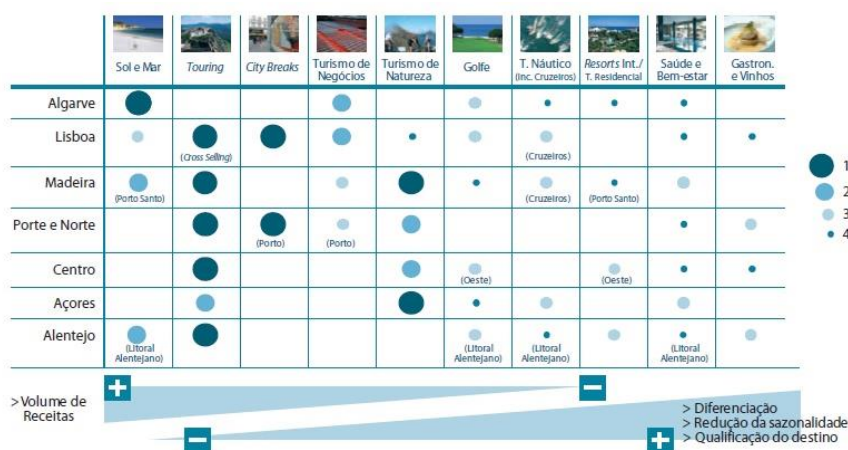 Sol e Mar
Touring
City Breaks
Turismo de
Negócios
Turismo de
Natureza
Golfe
T. Náutico
(Inc. Cruzeiros)
Resorts Int./
T. Residencial
Saúde e
Bem-estar
Gastron.
e Vinhos
Algarve
Lisboa
(Cross Selling)
(Cruzeiros)
Madeira
(Porto Santo)
(Cruzeiros)
(Porto Santo)
Porte e Norte
(Porto)
(Porto)
Centro
(Oeste)
(Oeste)
Açores
Alentejo
(Litoral
Alentejano)
(Litoral
Alentejano)
(Litoral
Alentejano)
(Litoral
Alentejano)
1
2
3
4
> Volume de
Receitas
+
−
−
+
> Diferenciação
> Redução da sazonalidade
> Qualificação do destino